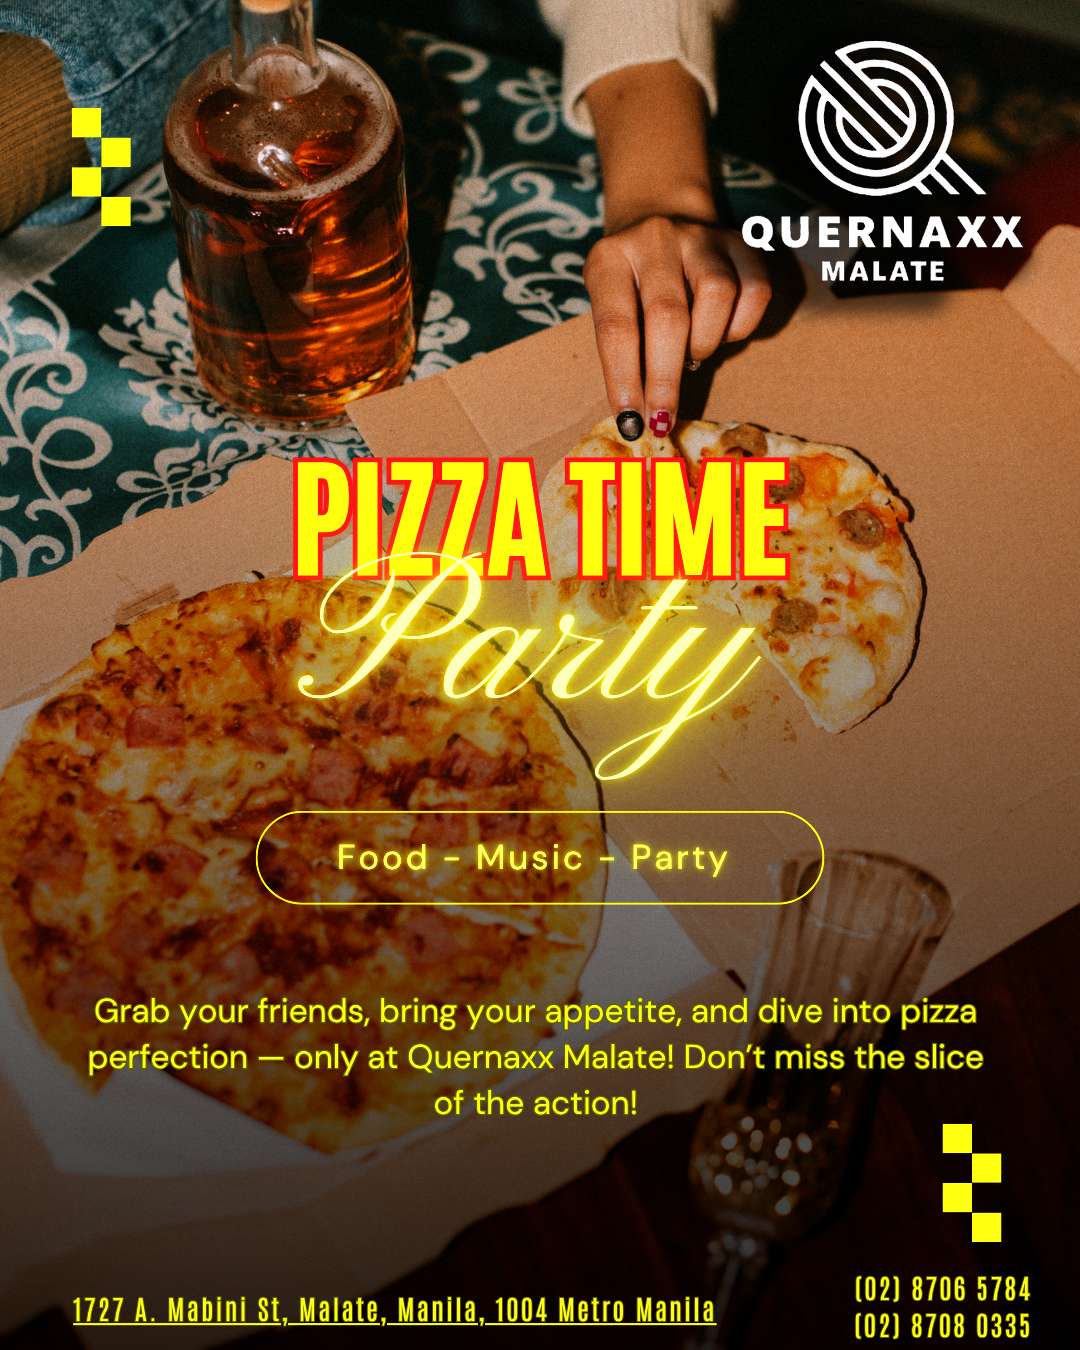 QUERNAXX
MALATE
PIZZA TIME
Party
Food - Music - Party
Grab your friends, bring your appetite, and dive into pizza
perfection — only at Quernaxx Malate! Don’t miss the slice
of the action!
1727 A. Mabini St, Malate, Manila, 1004 Metro Manila
(02) 8706 5784
(02) 8708 0335